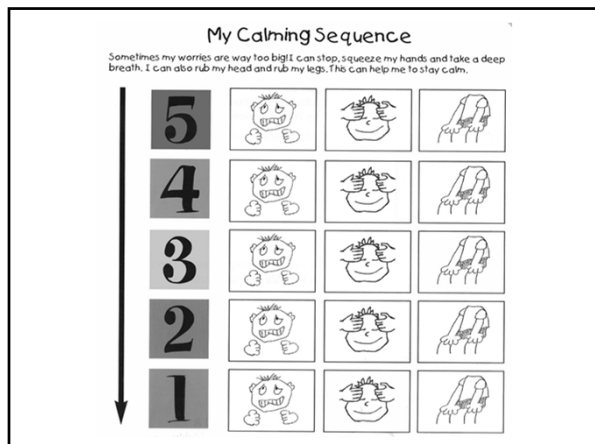 My Calming Sequence
Sometimes my worries are way too big! I can stop, squeeze my hands and take a deep
breath. I can also rub my head and rub my legs. This can help me to stay calm.
5
4
3
2
1